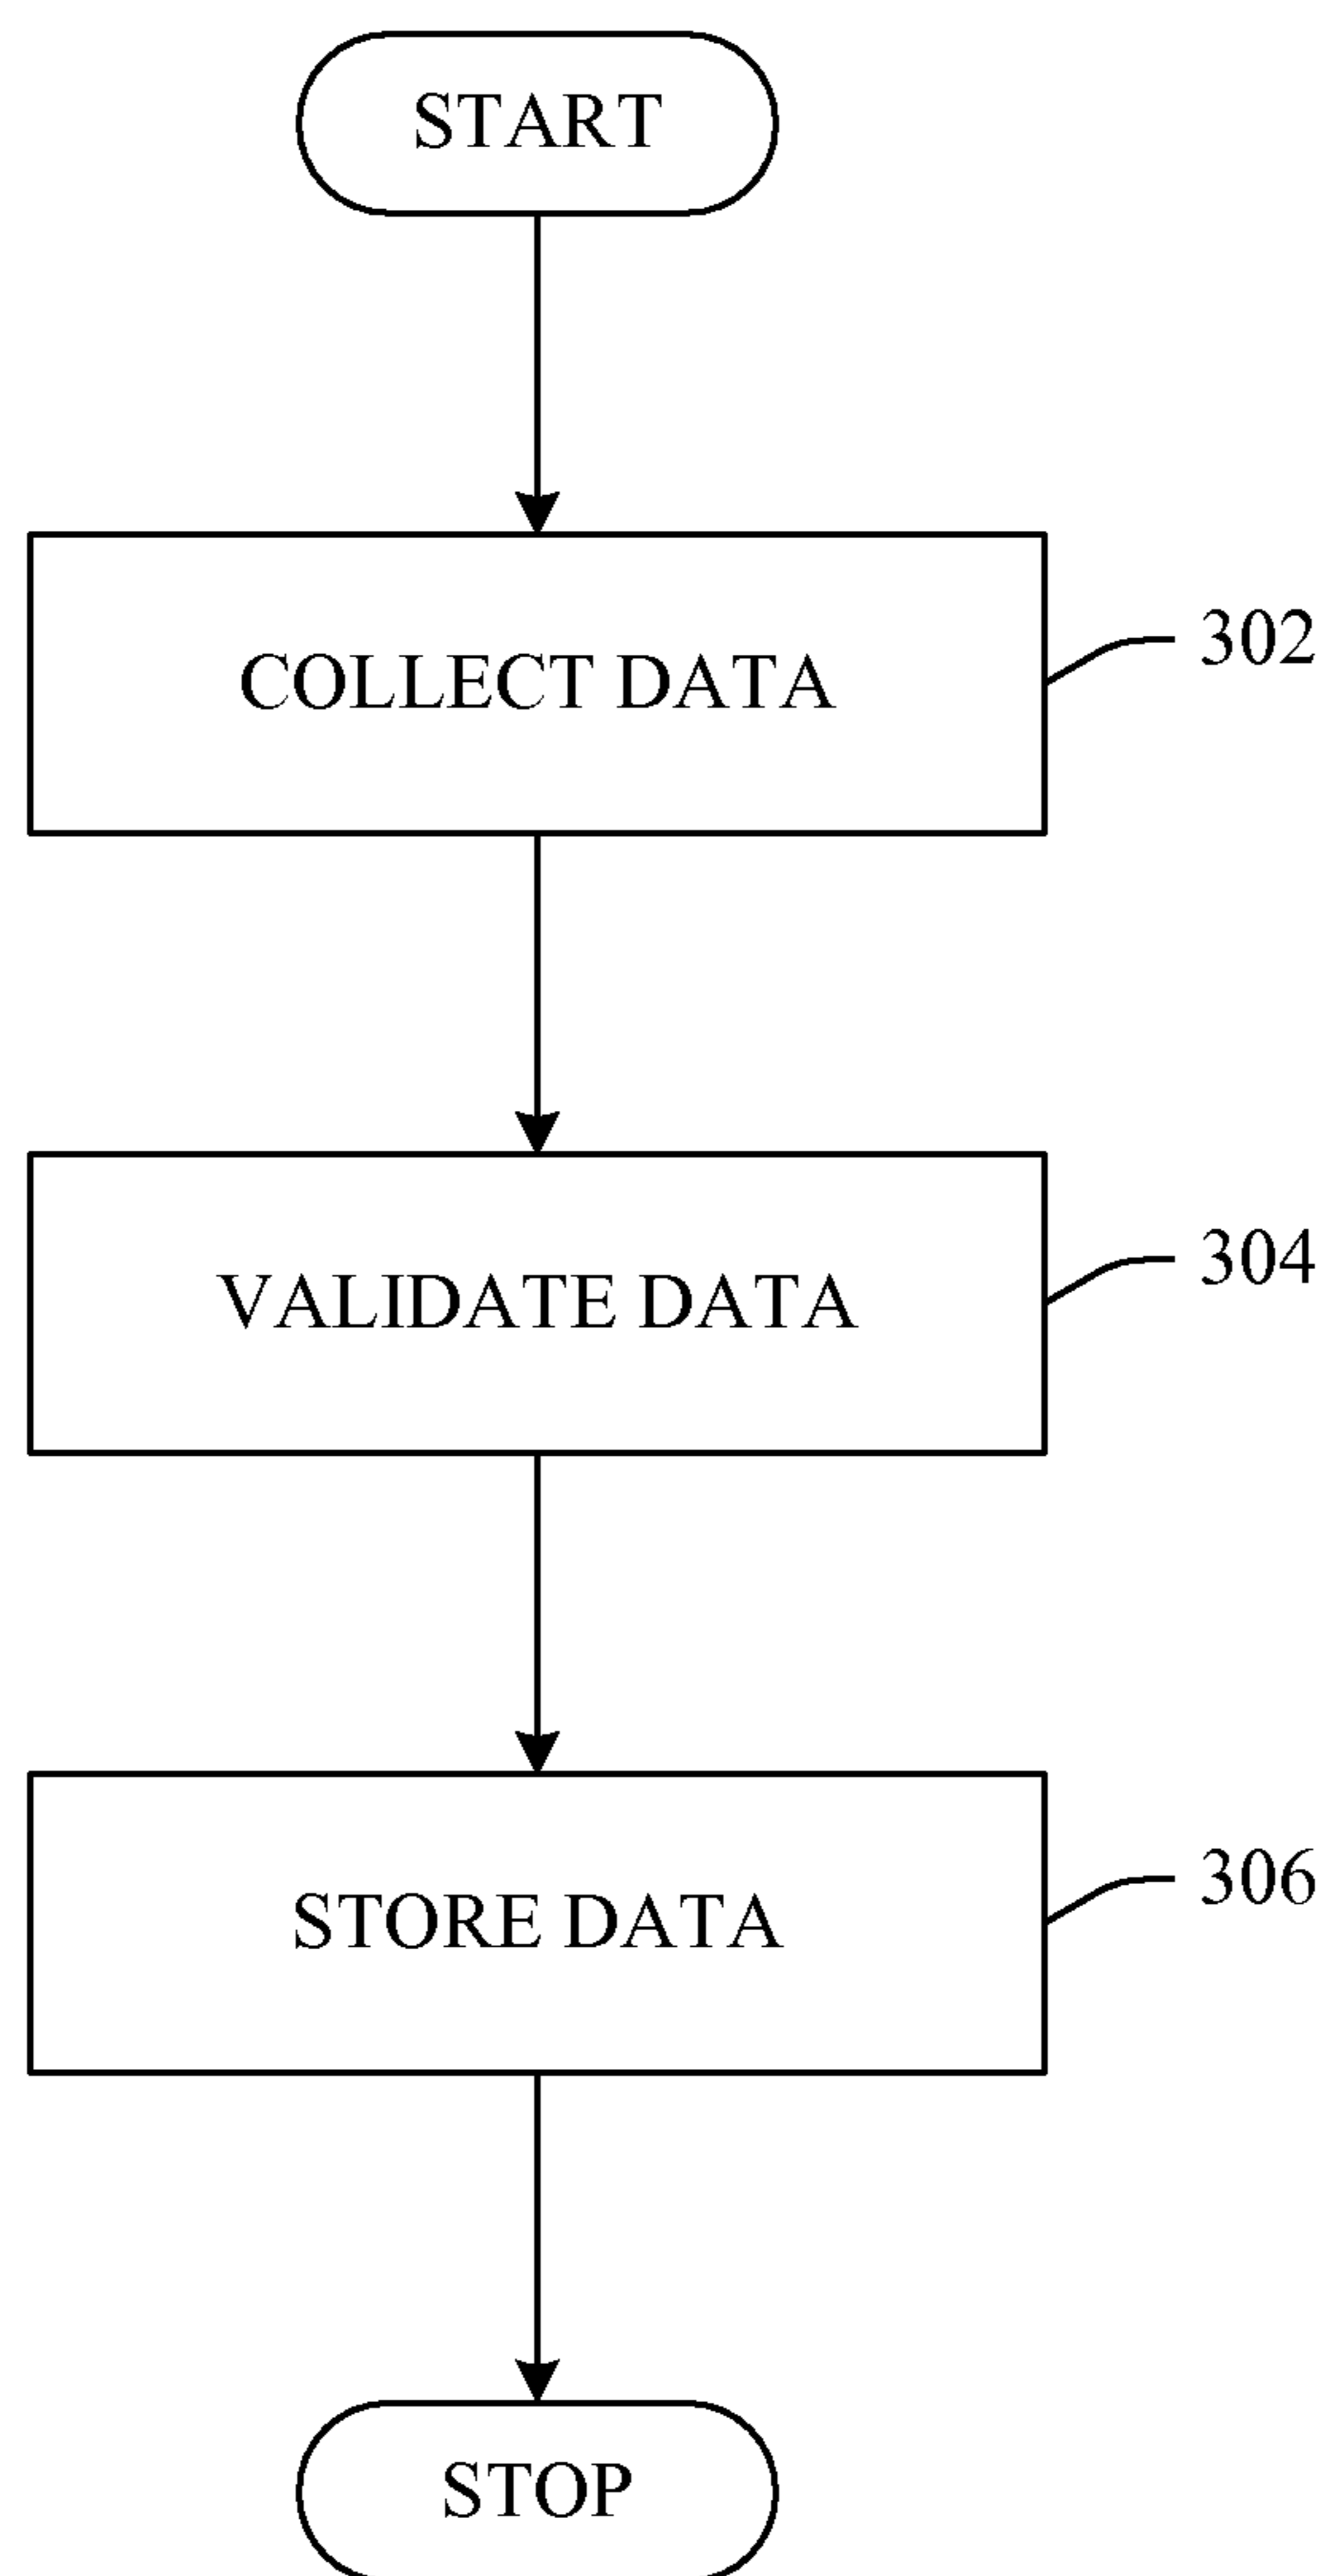 START
COLLECT DATA
302
VALIDATE DATA
304
STORE DATA
306
STOP